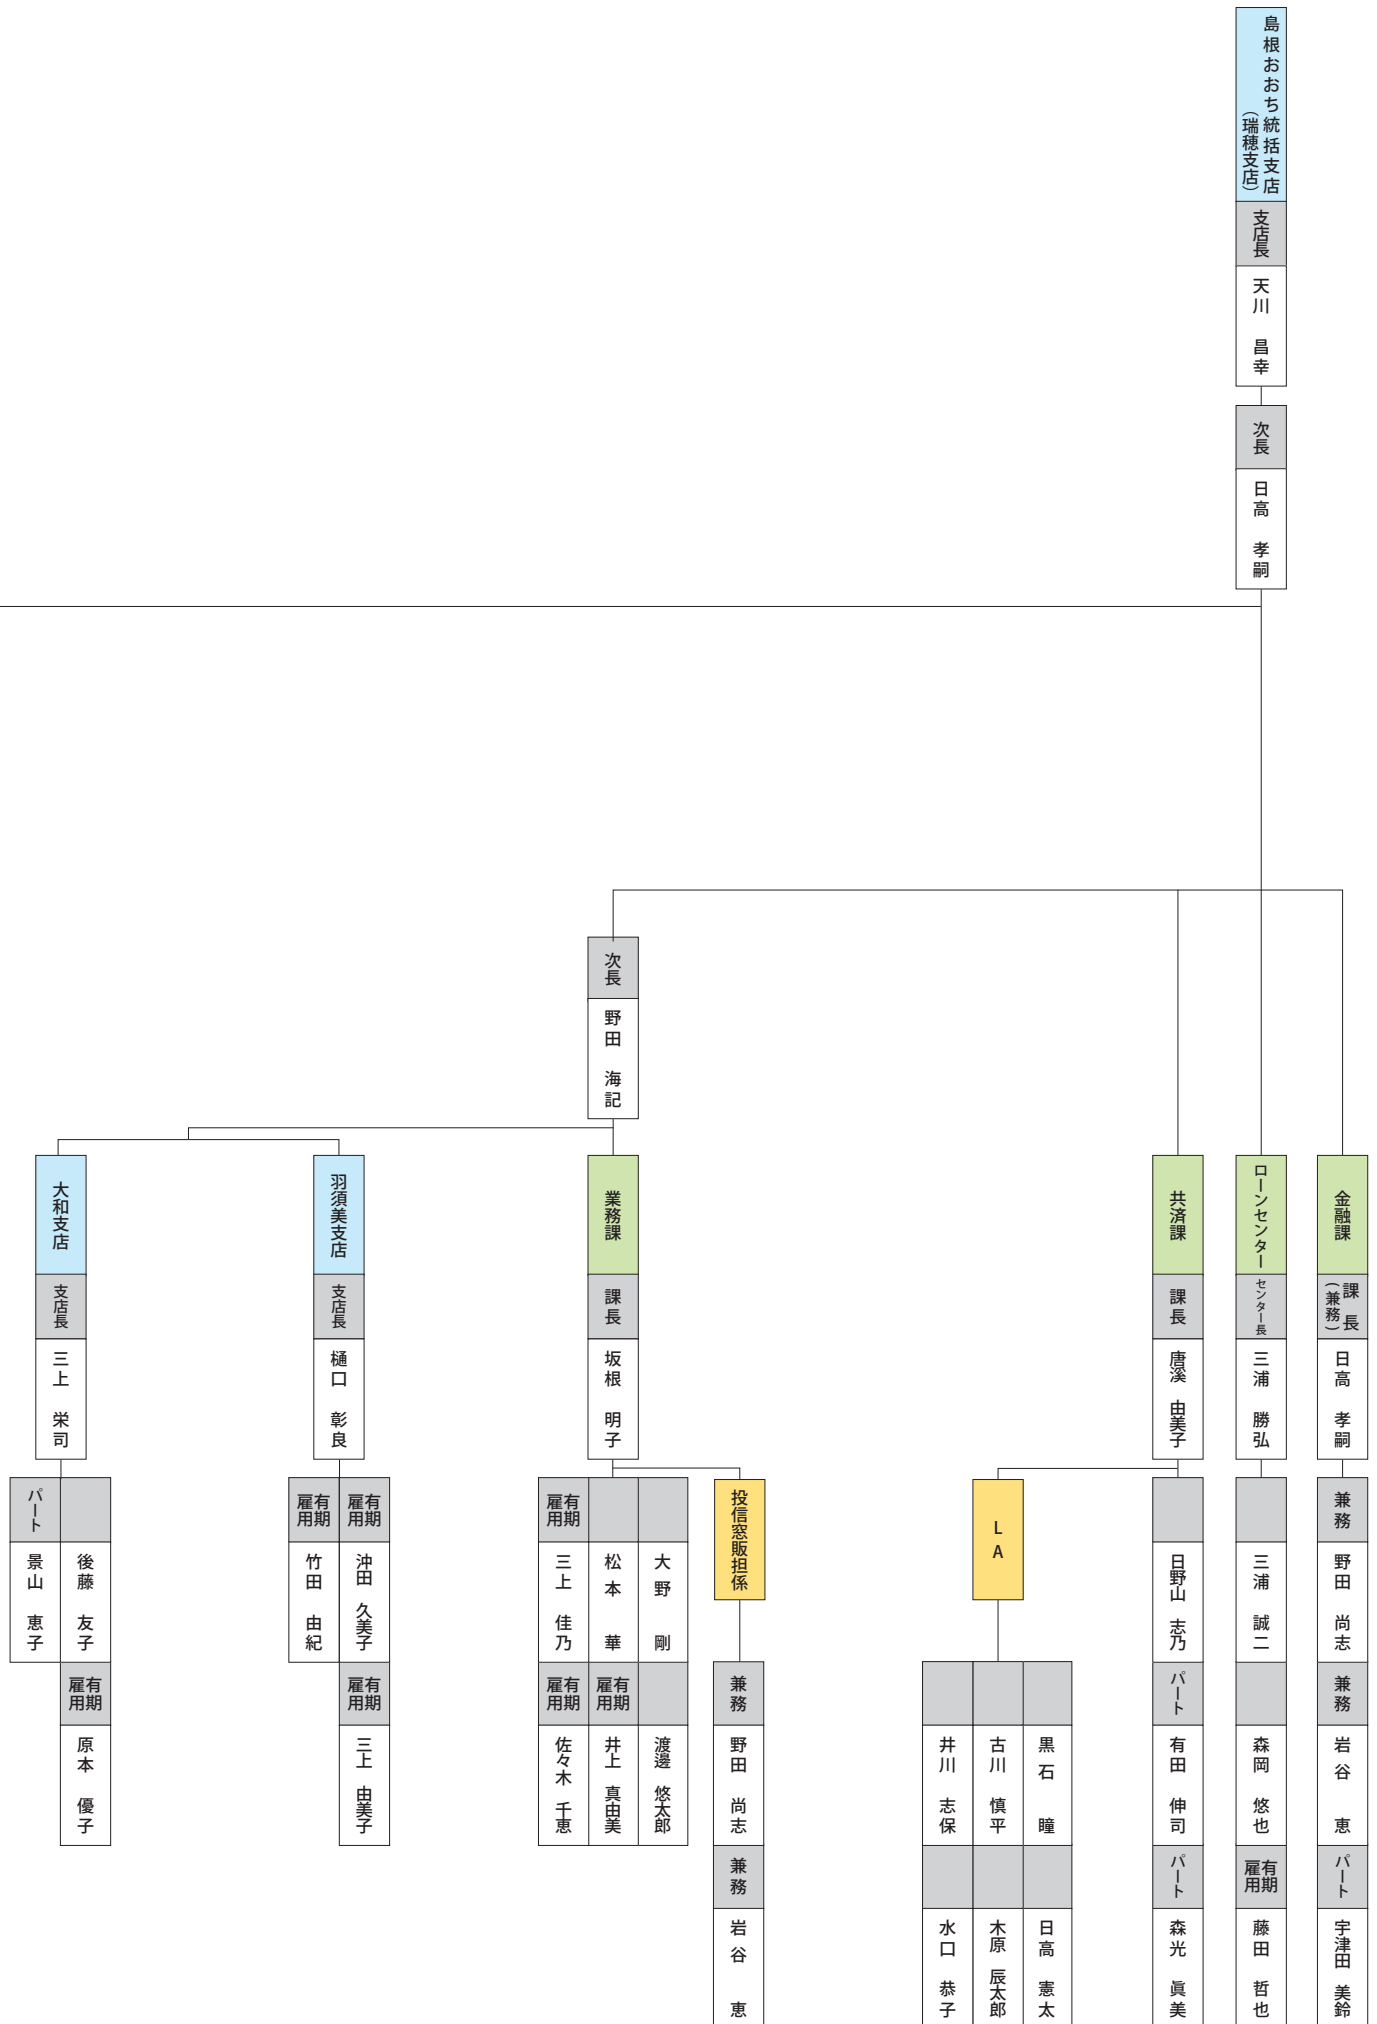 島根おおち統括支店
(瑞穂支店)
支店長
天川 昌幸
次長
日高 孝嗣
金融課
課長
(兼務)
日高 孝嗣
兼務
野田 尚志
兼務
岩谷 恵
パート
宇津田 美鈴
ローンセンター
センター長
三浦 勝弘
三浦 誠二
森岡 悠也
有期
雇用
藤田 哲也
共済課
課長
唐溪 由美子
日野山 志乃
パート
有田 伸司
パート
森光 眞美
LA
黒石 瞳
日高 憲太
古川 慎平
木原 辰太郎
井川 志保
水口 恭子
次長
野田 海記
業務課
課長
坂根 明子
投信窓販担係
兼務
野田 尚志
兼務
岩谷 恵
大野 剛
渡邊 悠太郎
松本 華
有期
雇用
井上 真由美
有期
雇用
三上 佳乃
有期
雇用
佐々木 千恵
羽須美支店
支店長
樋口 彰良
有期
雇用
沖田 久美子
有期
雇用
三上 由美子
有期
雇用
竹田 由紀
大和支店
支店長
三上 栄司
後藤 友子
有期
雇用
原本 優子
パート
景山 恵子